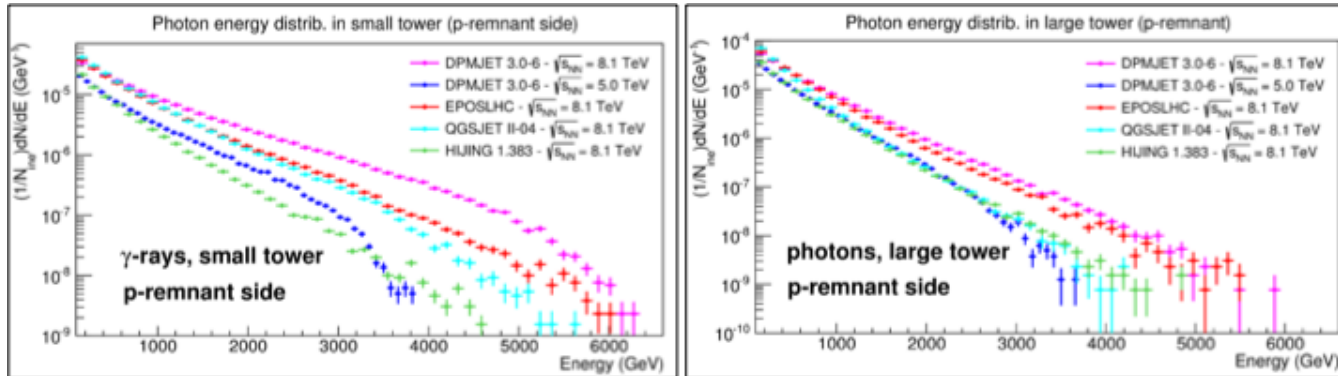 Photon energy distrib. in small tower (p-remnant side)
(1/N_ine)dN/dE (GeV⁻¹)
DPMJET 3.0-6 - √s_NN = 8.1 TeV
DPMJET 3.0-6 - √s_NN = 5.0 TeV
EPOSLHC - √s_NN = 8.1 TeV
QGSJET II-04 - √s_NN = 8.1 TeV
HIJING 1.383 - √s_NN = 8.1 TeV
10⁻⁵
10⁻⁶
10⁻⁷
10⁻⁸
10⁻⁹
γ-rays, small tower
p-remnant side
1000 2000 3000 4000 5000 6000
Energy (GeV)
Photon energy distrib. in large tower (p-remnant)
(1/N_ine)dN/dE (GeV⁻¹)
DPMJET 3.0-6 - √s_NN = 8.1 TeV
DPMJET 3.0-6 - √s_NN = 5.0 TeV
EPOSLHC - √s_NN = 8.1 TeV
QGSJET II-04 - √s_NN = 8.1 TeV
HIJING 1.383 - √s_NN = 8.1 TeV
10⁻⁴
10⁻⁵
10⁻⁶
10⁻⁷
10⁻⁸
10⁻⁹
10⁻¹⁰
photons, large tower
p-remnant side
1000 2000 3000 4000 5000 6000
Energy (GeV)